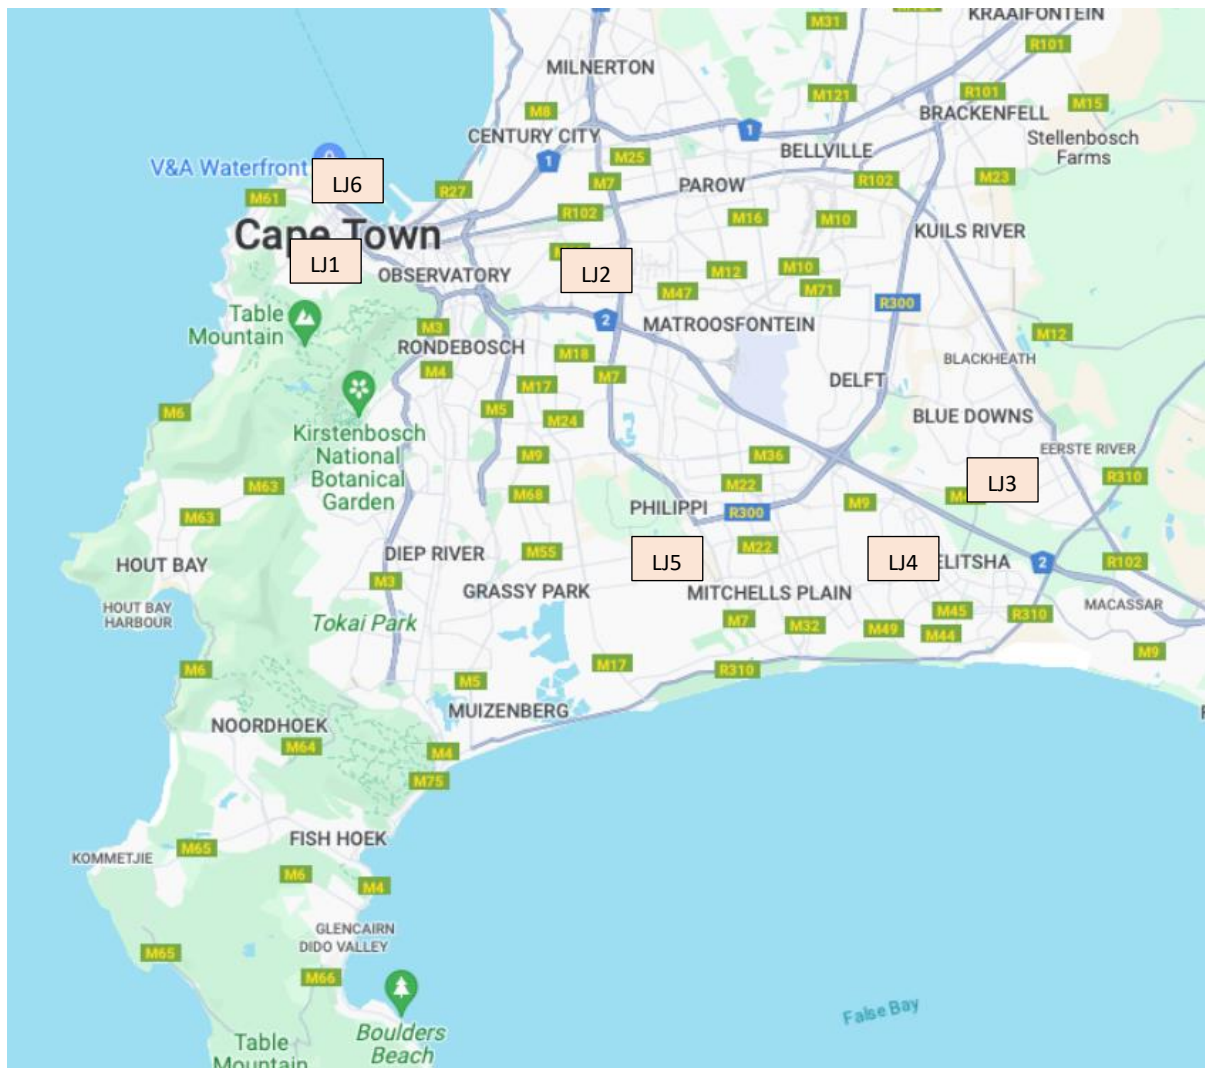 KRAAIFONTEIN
M31
R101
MILNERTON
M121
R101
M8
BRACKENFELL
M15
CENTURY CITY
1
1
Stellenbosch
Farms
BELLVILLE
M25
V&A Waterfront
LJ6
M61
R27
M7
PAROW
R102
M23
R102
M16
M10
Cape Town
KUILS RIVER
LJ1
OBSERVATORY
LJ2
M12
M10
M47
M71
R300
Table
Mountain
2
MATROOSFONTEIN
M3
M12
RONDEBOSCH
M18
BLACKHEATH
M4
M17
M7
DELFT
M6
M5
M24
BLUE DOWNS
Kirstenbosch
National
Botanical
Garden
M9
M36
EERSTE RIVER
M63
M22
LJ3
R310
M68
PHILIPPI
R300
M9
M63
M55
M22
DIEP RIVER
LJ5
LJ4
ELITSHA
2
R102
HOUT BAY
M3
GRASSY PARK
MITCHELLS PLAIN
HOUT BAY
HARBOUR
MACASSAR
Tokai Park
M7
M32
M49
M45
M44
R310
M9
M6
M5
M17
R310
MUIZENBERG
NOORDHOEK
M64
M4
M75
FISH HOEK
M65
KOMMETJIE
M6
M4
GLENCAIRN
DIDO VALLEY
M65
M66
False Bay
Boulders
Beach
Table
Mountain